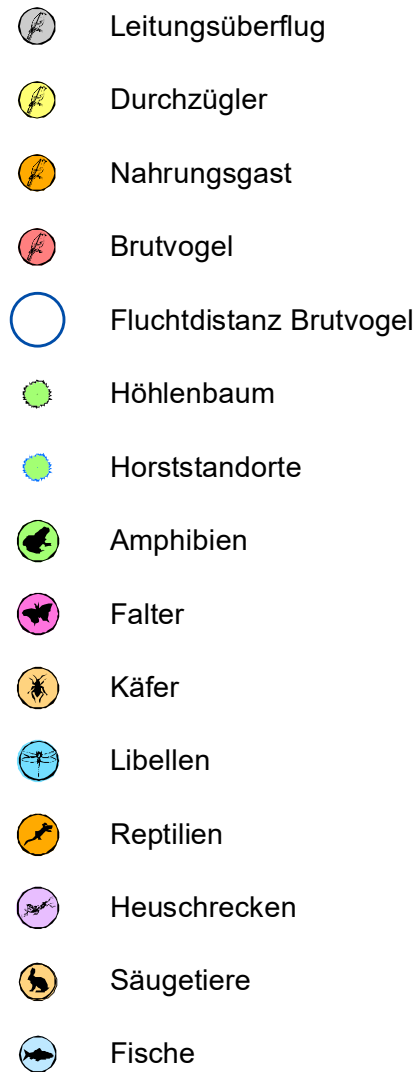 Leitungsüberflug
Durchzügler
Nahrungsgast
Brutvogel
Fluchtdistanz Brutvogel
Höhlenbaum
Horststandorte
Amphibien
Falter
Käfer
Libellen
Reptilien
Heuschrecken
Säugetiere
Fische